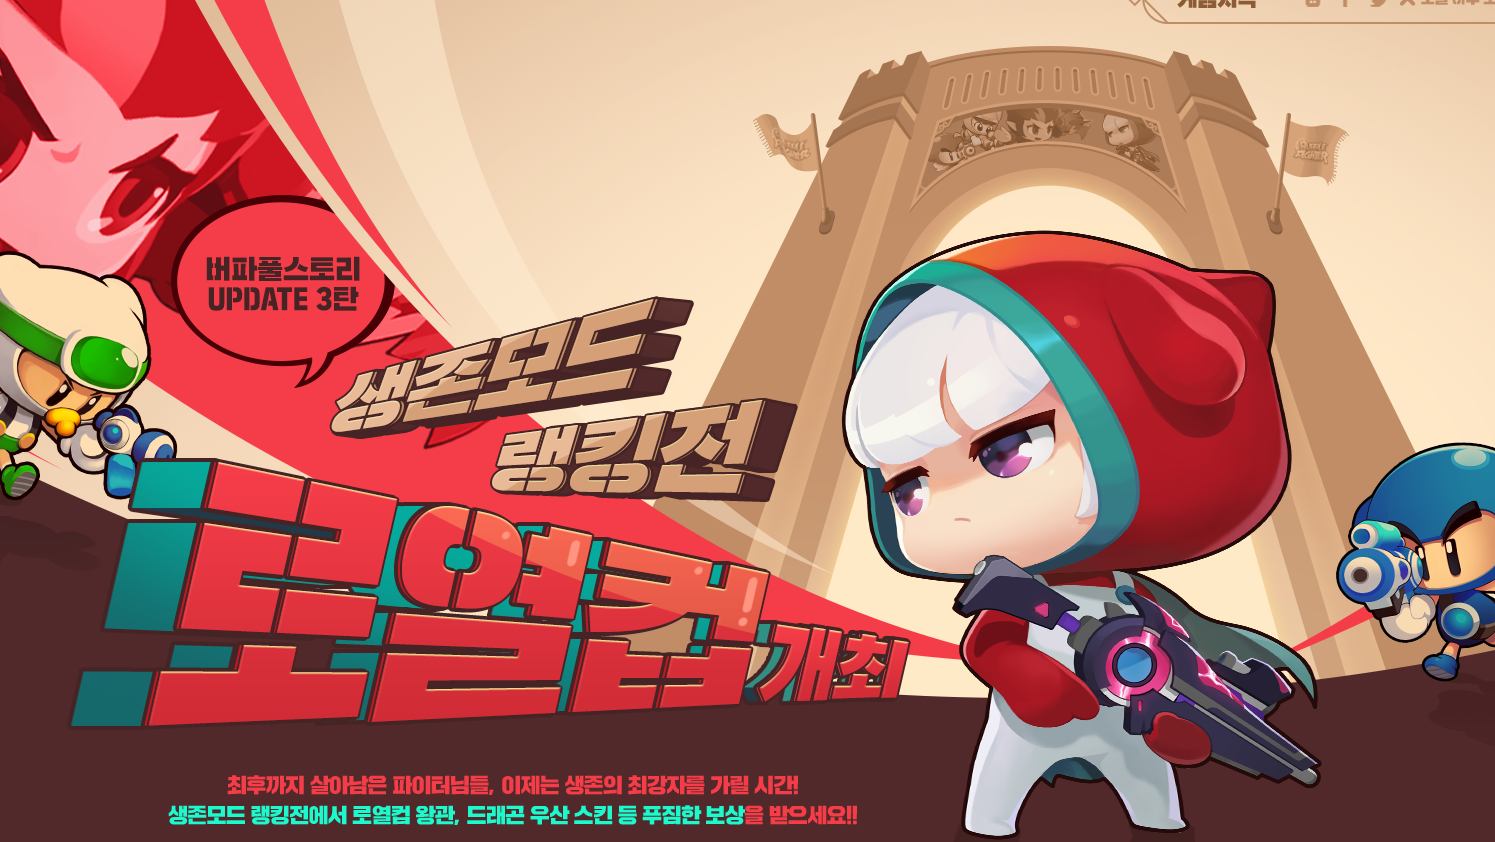 버파풀스토리
UPDATE 3탄
생존모드
랭킹전
로열컵 개최
최후까지 살아남은 파이터님들, 이제는 생존의 최강자를 가릴 시간!
생존모드 랭킹전에서 로열컵 왕관, 드래곤 우산 스킨 등 푸짐한 보상을 받으세요!!